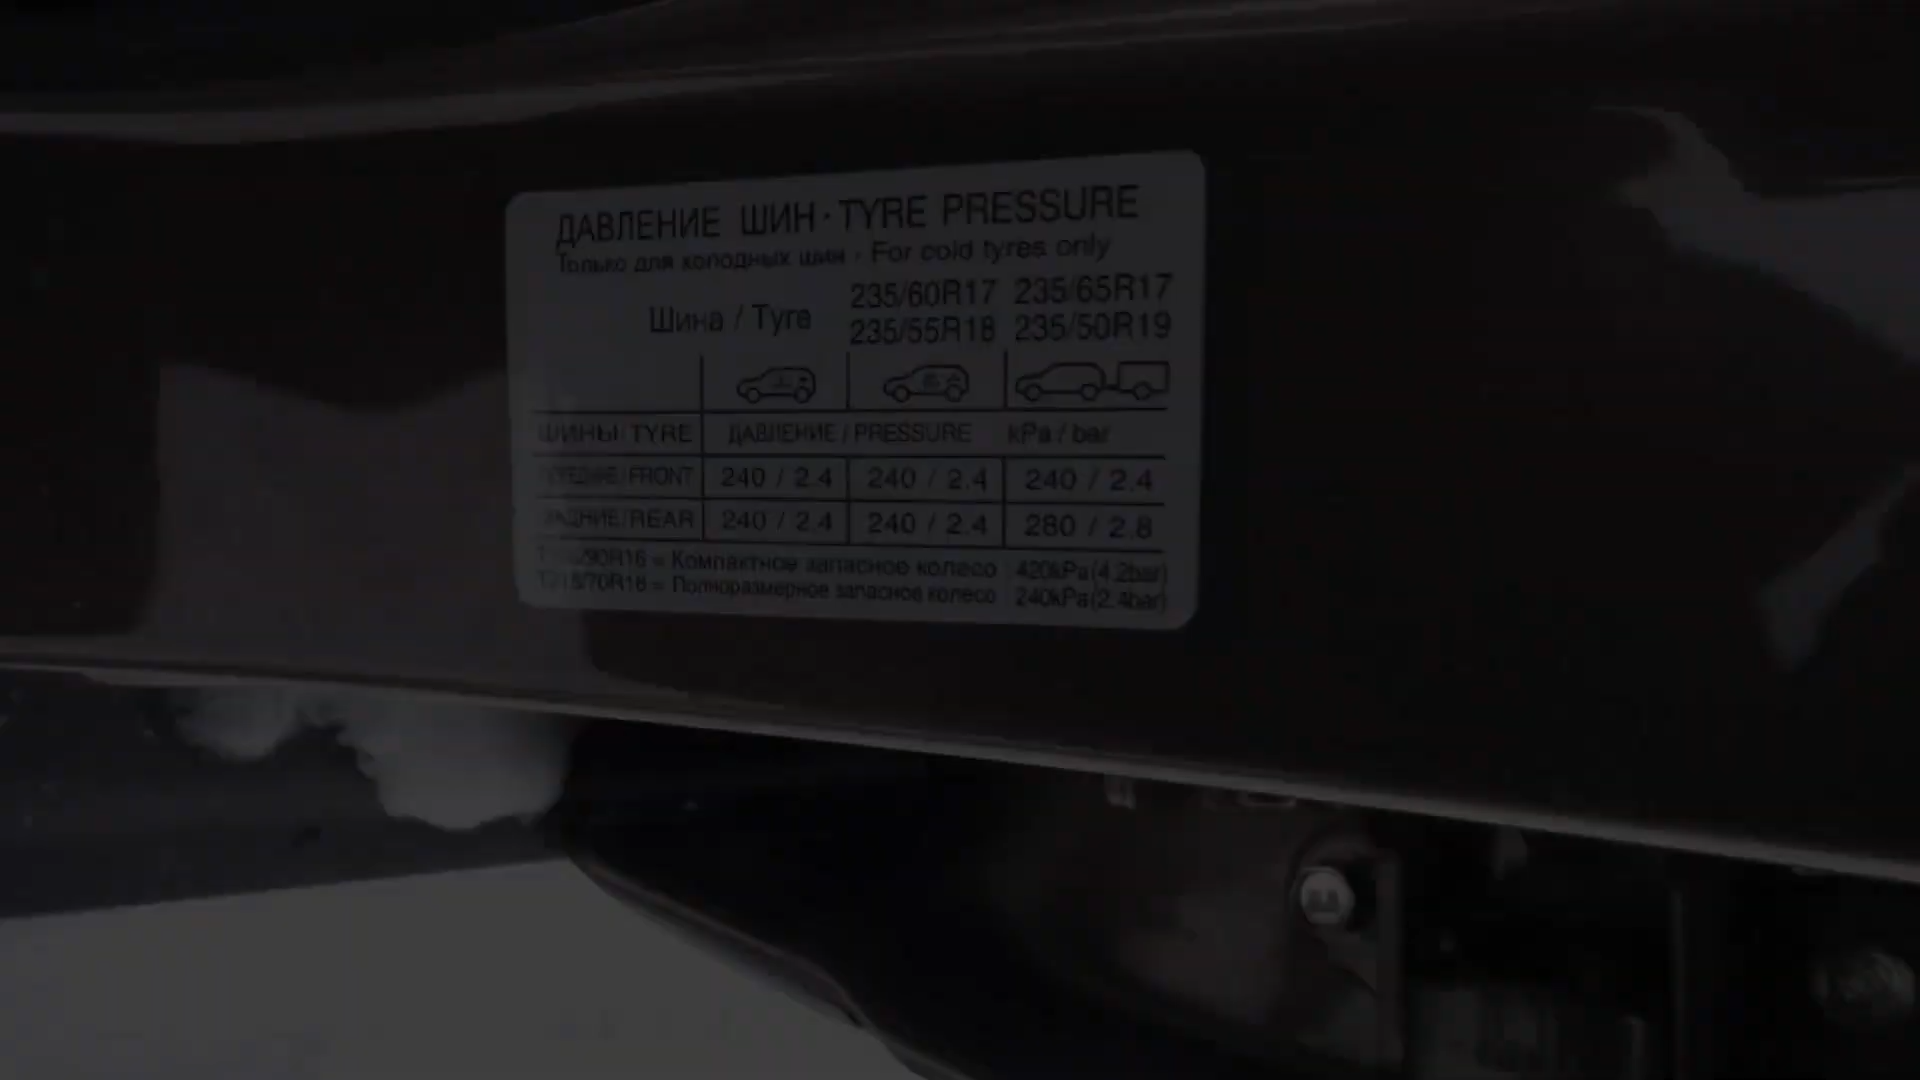 ДАВЛЕНИЕ ШИН · TYRE PRESSURE
Только для холодных шин - For cold tyres only
Шина / Tyre
235/60R17 235/65R17
235/55R18 235/50R19
ШИНЫ/TYRE ДАВЛЕНИЕ / PRESSURE kPa / bar
ПЕРЕДНИЕ/FRONT 240 / 2.4 240 / 2.4 240 / 2.4
ЗАДНИЕ/REAR 240 / 2.4 240 / 2.4 280 / 2.8
/90R16 = Компактное запасное колесо 420kPa(4.2bar)
T215/70R16 = Полноразмерное запасное колесо 240kPa(2.4bar)